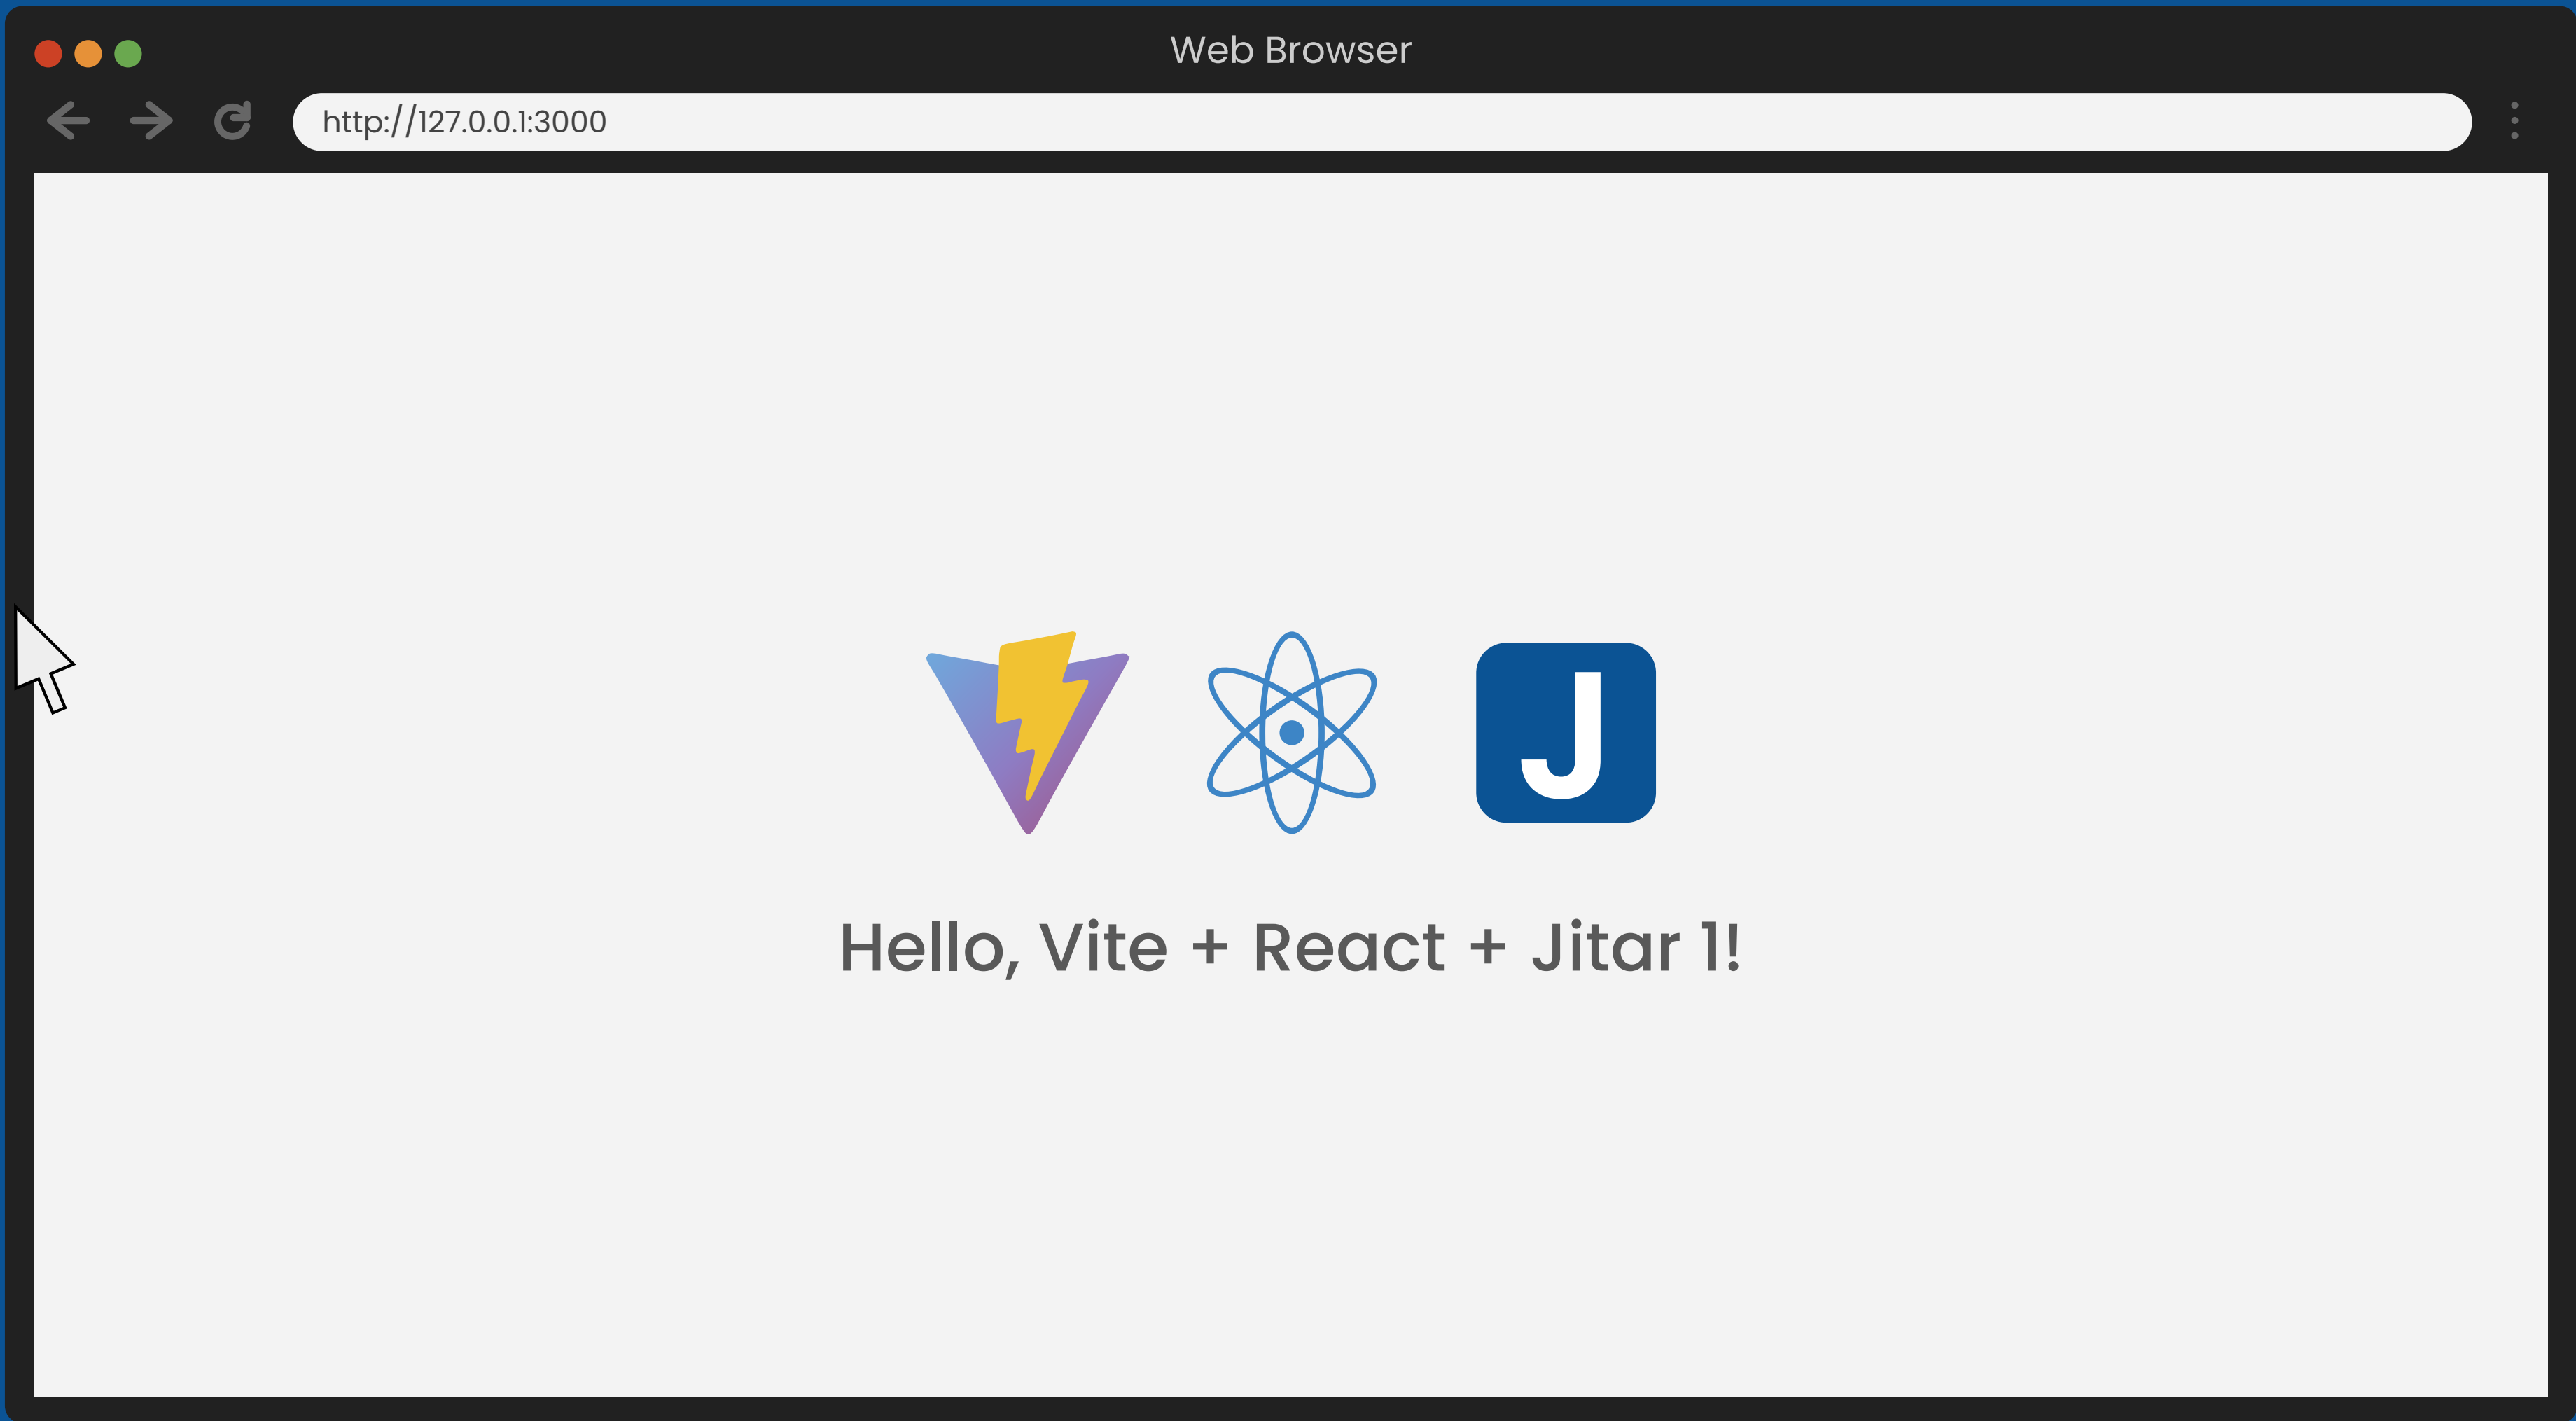 Web Browser
http://127.0.0.1:3000
J
Hello, Vite + React + Jitar 1!